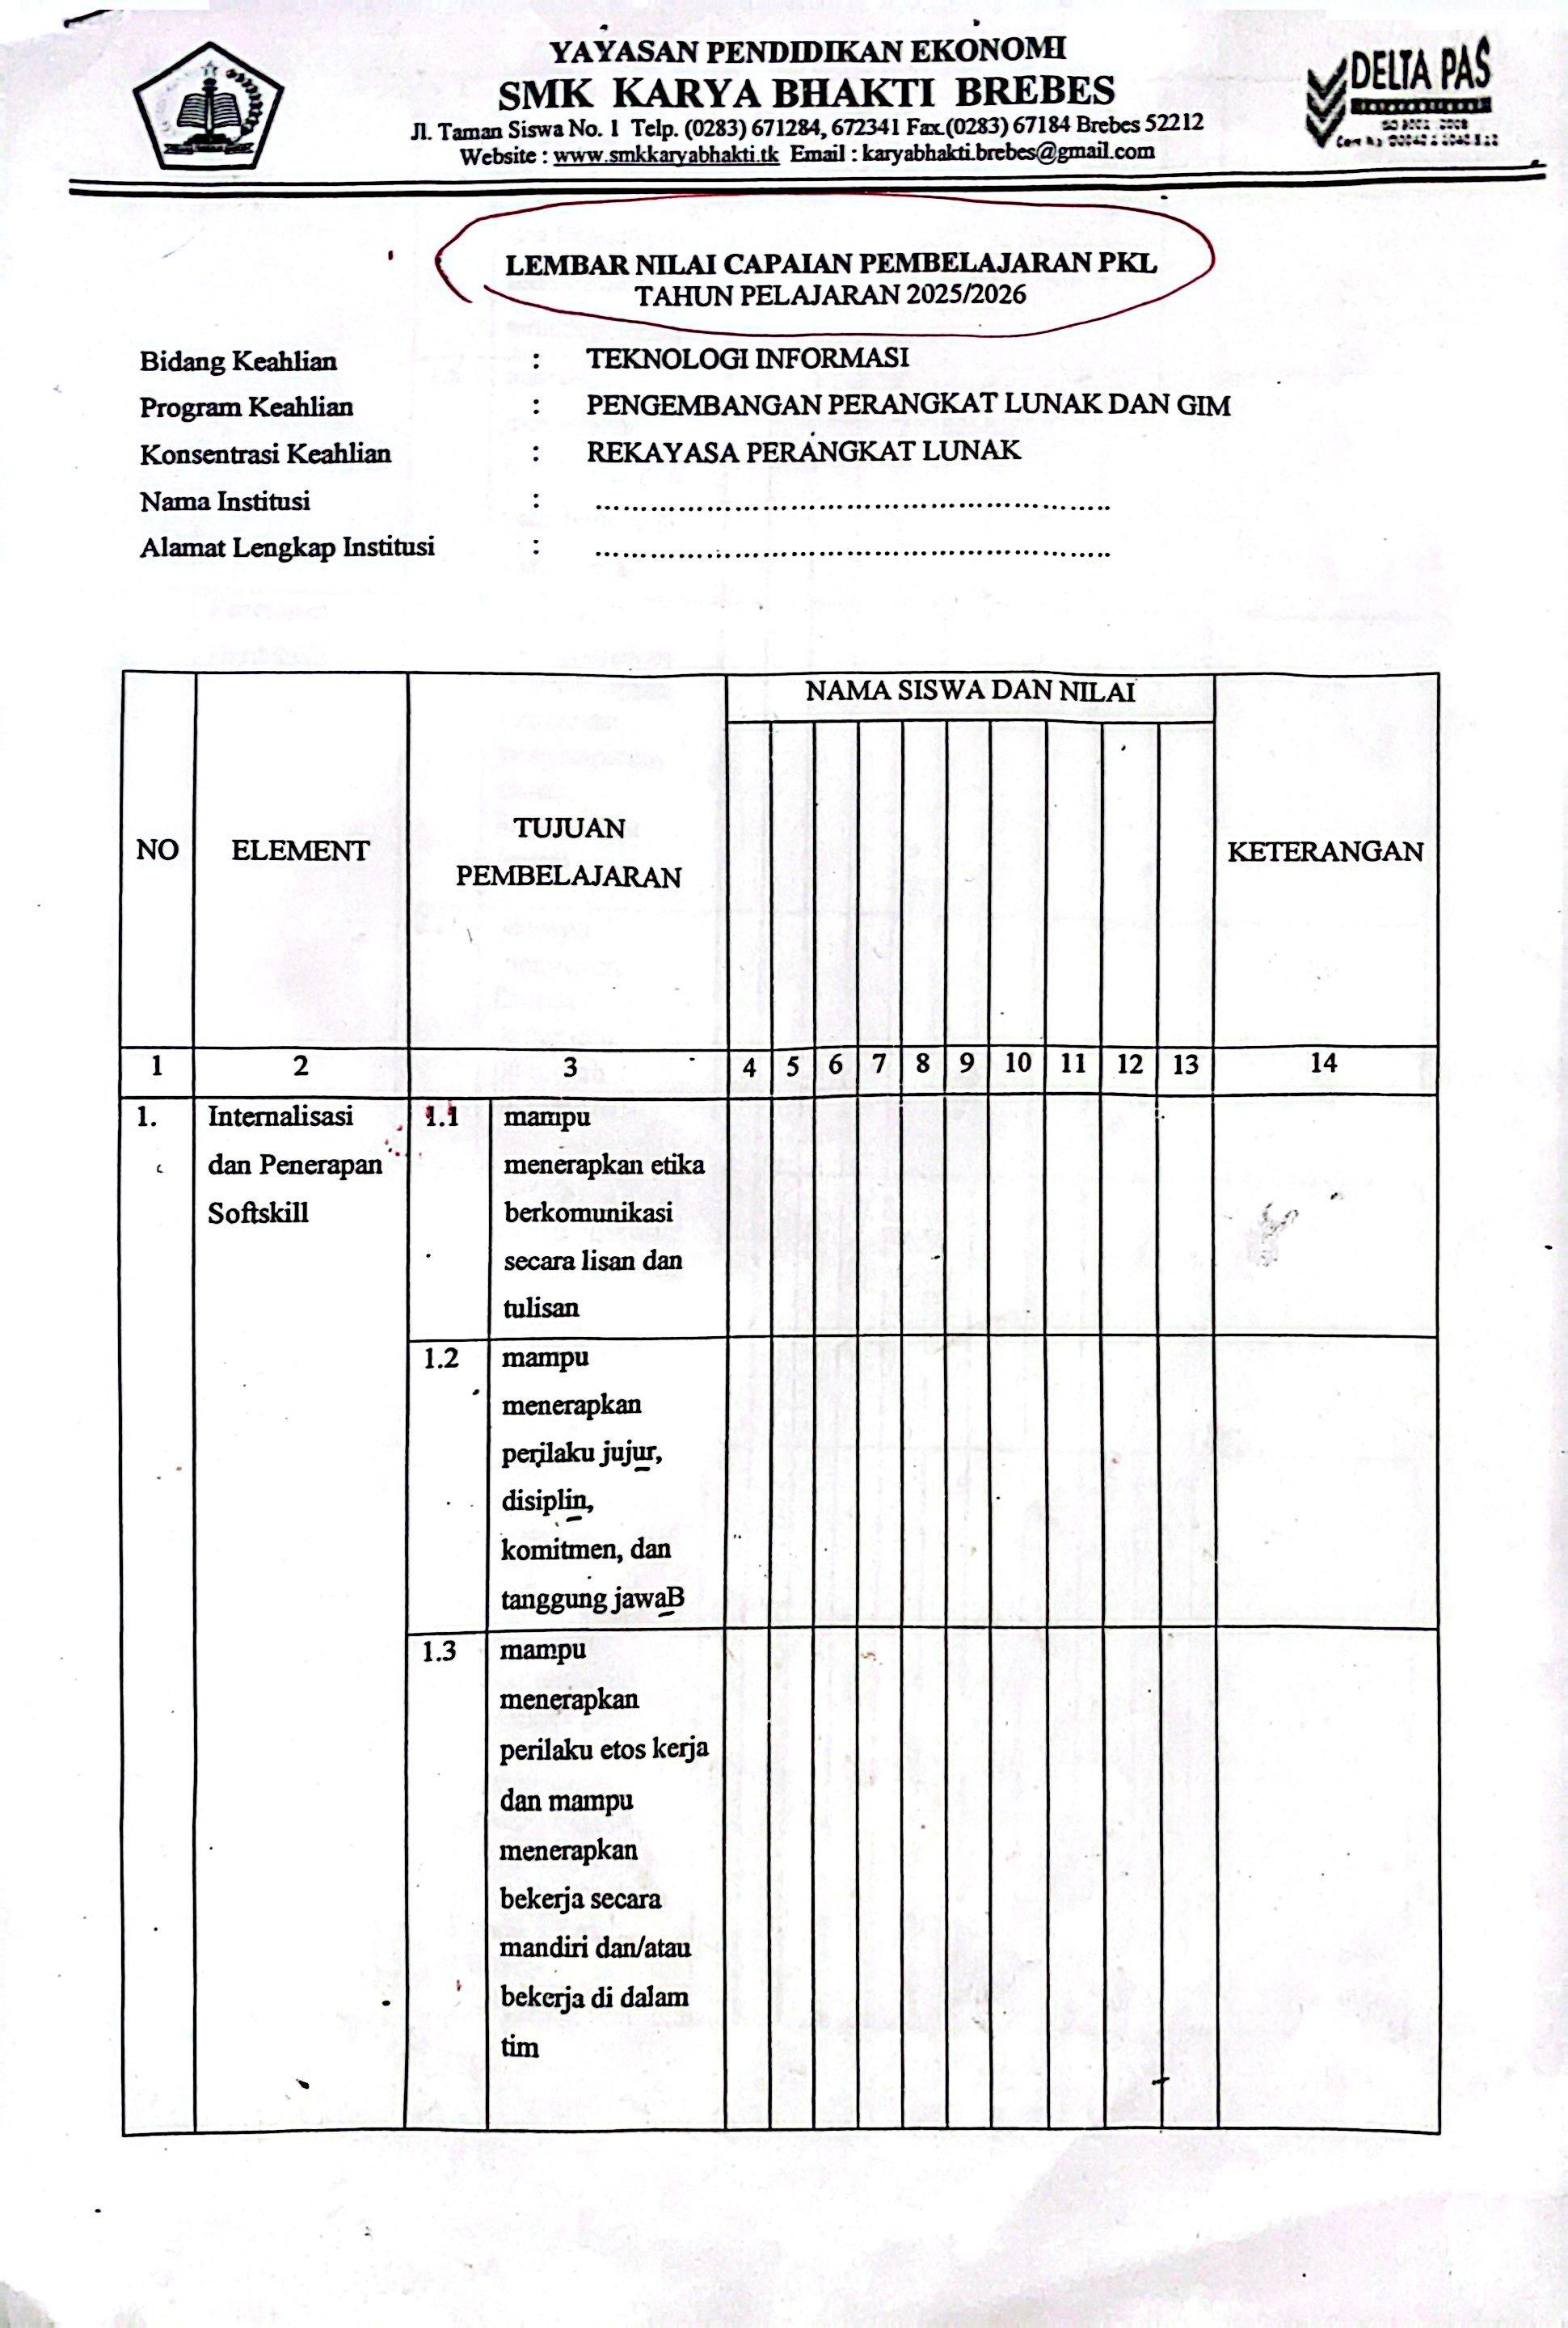 YAYASAN PENDIDIKAN EKONOMI
SMK KARYA BHAKTI BREBES
Jl. Taman Siswa No. 1 Telp. (0283) 671284, 672341 Fax.(0283) 67184 Brebes 52212
Website : www.smkkaryabhakti.tk Email : karyabhakti.brebes@gmail.com
DELTA PAS
LEMBAR NILAI CAPAIAN PEMBELAJARAN PKL
TAHUN PELAJARAN 2025/2026
Bidang Keahlian : TEKNOLOGI INFORMASI
Program Keahlian : PENGEMBANGAN PERANGKAT LUNAK DAN GIM
Konsentrasi Keahlian : REKAYASA PERANGKAT LUNAK
Nama Institusi : ..........................................................
Alamat Lengkap Institusi : ..........................................................
NO ELEMENT TUJUAN PEMBELAJARAN NAMA SISWA DAN NILAI KETERANGAN
1 2 3 4 5 6 7 8 9 10 11 12 13 14
1. Internalisasi 1.1 mampu
dan Penerapan menerapkan etika
Softskill berkomunikasi
secara lisan dan
tulisan
1.2 mampu
menerapkan
perilaku jujur,
disiplin,
komitmen, dan
tanggung jawaB
1.3 mampu
menerapkan
perilaku etos kerja
dan mampu
menerapkan
bekerja secara
mandiri dan/atau
bekerja di dalam
tim